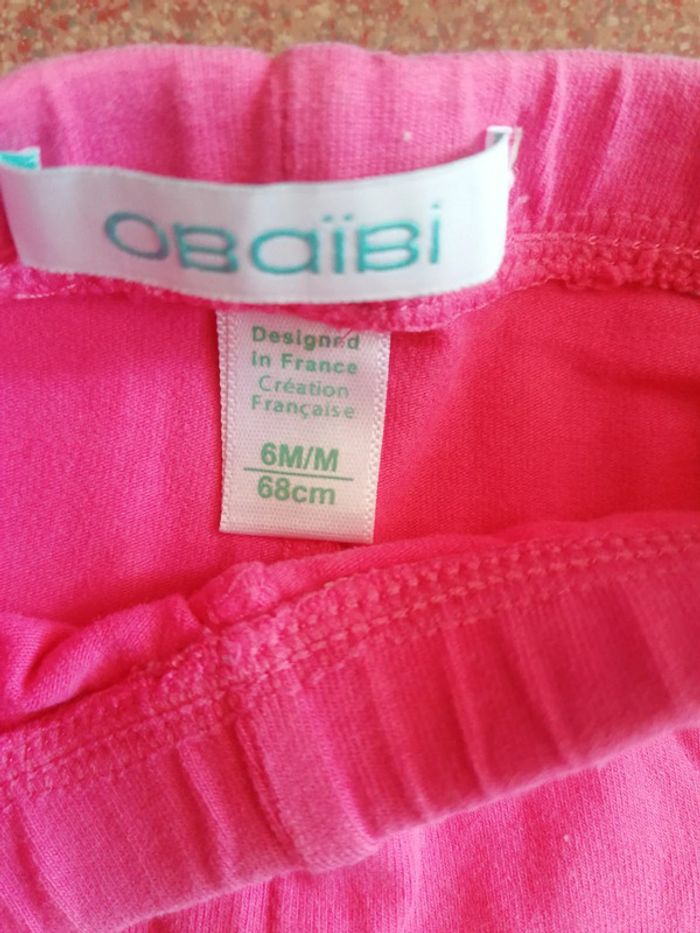 obaïbi
Designed
in France
Création
Française
6M/M
68cm